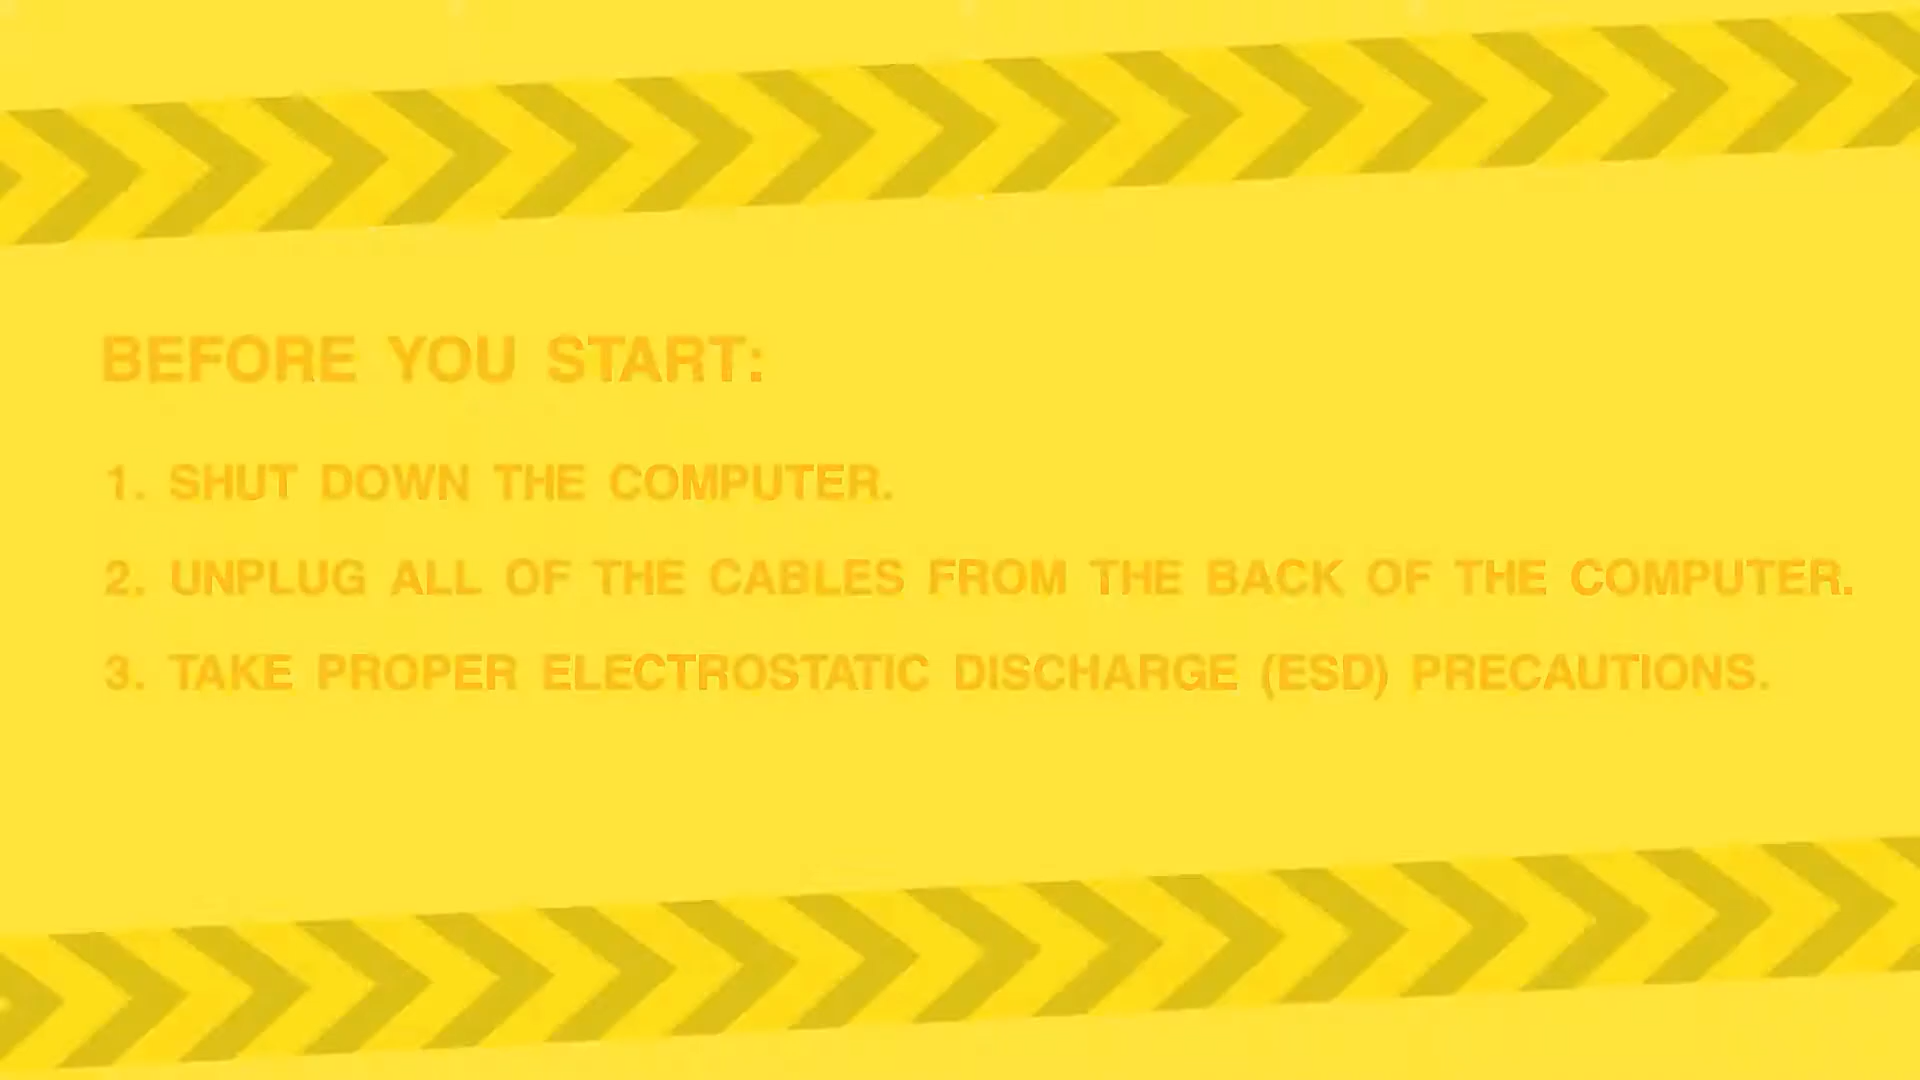 BEFORE YOU START:
1. SHUT DOWN THE COMPUTER.
2. UNPLUG ALL OF THE CABLES FROM THE BACK OF THE COMPUTER.
3. TAKE PROPER ELECTROSTATIC DISCHARGE (ESD) PRECAUTIONS.